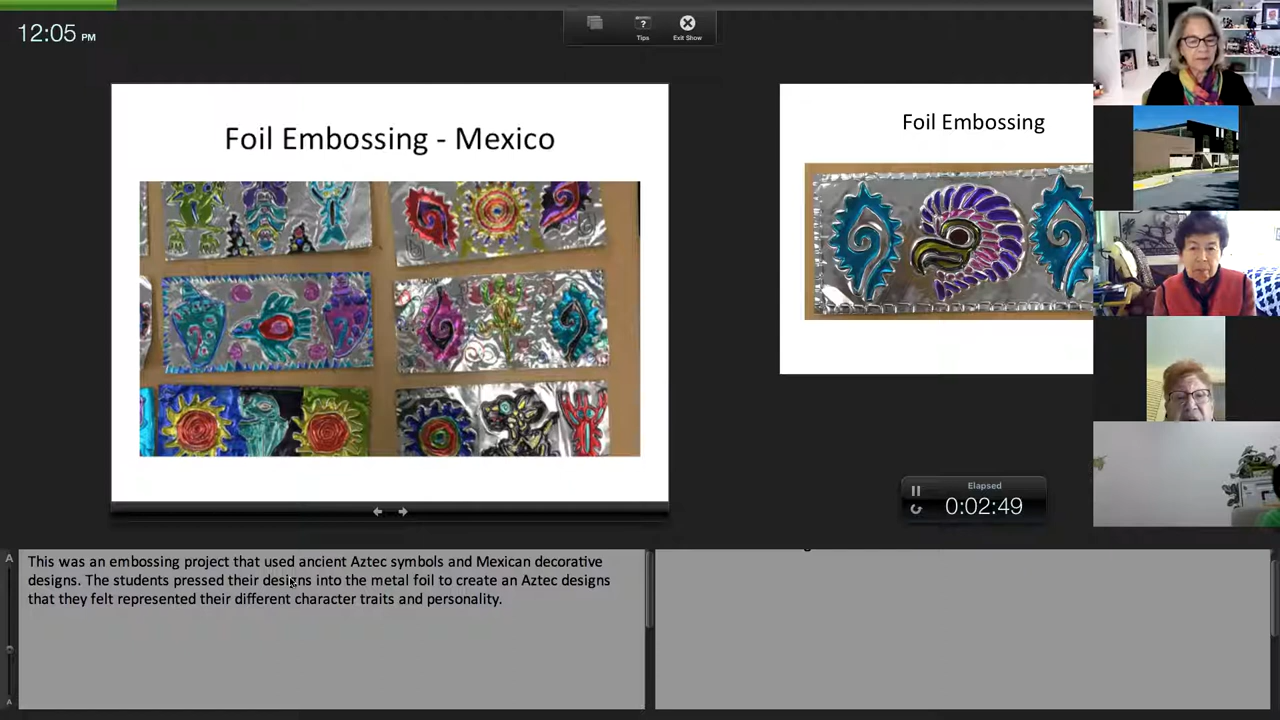 12:05 PM
Tips
Exit Show
Foil Embossing - Mexico
Foil Embossing
Elapsed
0:02:49
A
This was an embossing project that used ancient Aztec symbols and Mexican decorative
designs. The students pressed their designs into the metal foil to create an Aztec designs
that they felt represented their different character traits and personality.
A